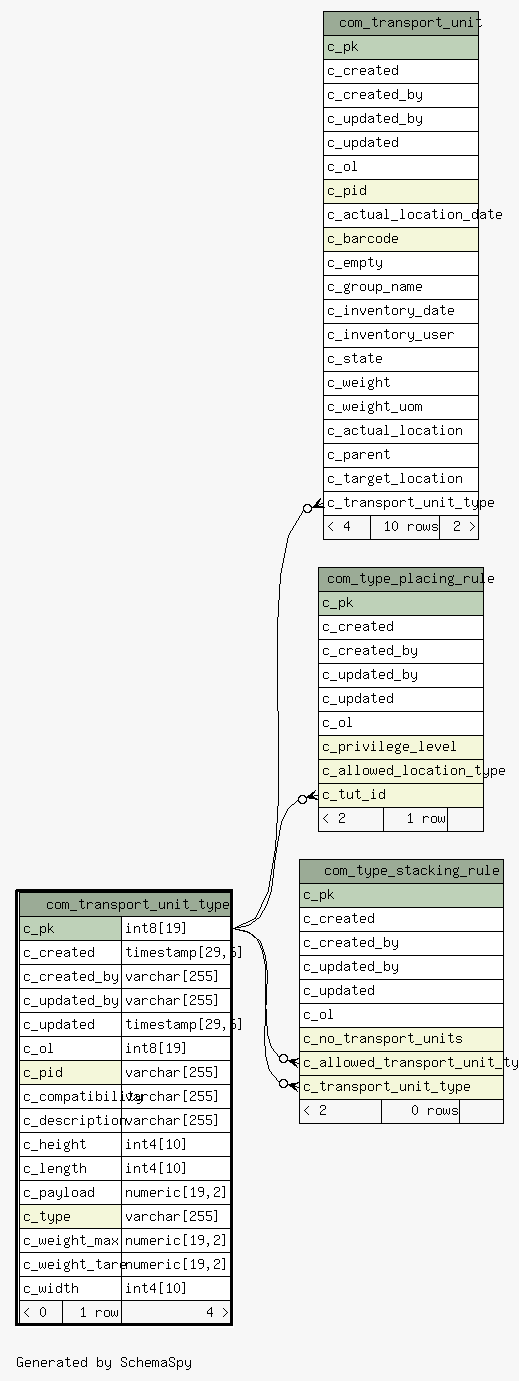 com_transport_unit
c_pk
c_created
c_created_by
c_updated_by
c_updated
c_ol
c_pid
c_actual_location_date
c_barcode
c_empty
c_group_name
c_inventory_date
c_inventory_user
c_state
c_weight
c_weight_uom
c_actual_location
c_parent
c_target_location
c_transport_unit_type
< 4 10 rows 2 >
com_type_placing_rule
c_pk
c_created
c_created_by
c_updated_by
c_updated
c_ol
c_privilege_level
c_allowed_location_type
c_tut_id
< 2 1 row
com_type_stacking_rule
c_pk
c_created
c_created_by
c_updated_by
c_updated
c_ol
c_no_transport_units
c_allowed_transport_unit_ty
c_transport_unit_type
< 2 0 rows
com_transport_unit_type
c_pk int8[19]
c_created timestamp[29,6]
c_created_by varchar[255]
c_updated_by varchar[255]
c_updated timestamp[29,6]
c_ol int8[19]
c_pid varchar[255]
c_compatibility varchar[255]
c_description varchar[255]
c_height int4[10]
c_length int4[10]
c_payload numeric[19,2]
c_type varchar[255]
c_weight_max numeric[19,2]
c_weight_tare numeric[19,2]
c_width int4[10]
< 0 1 row 4 >
Generated by SchemaSpy